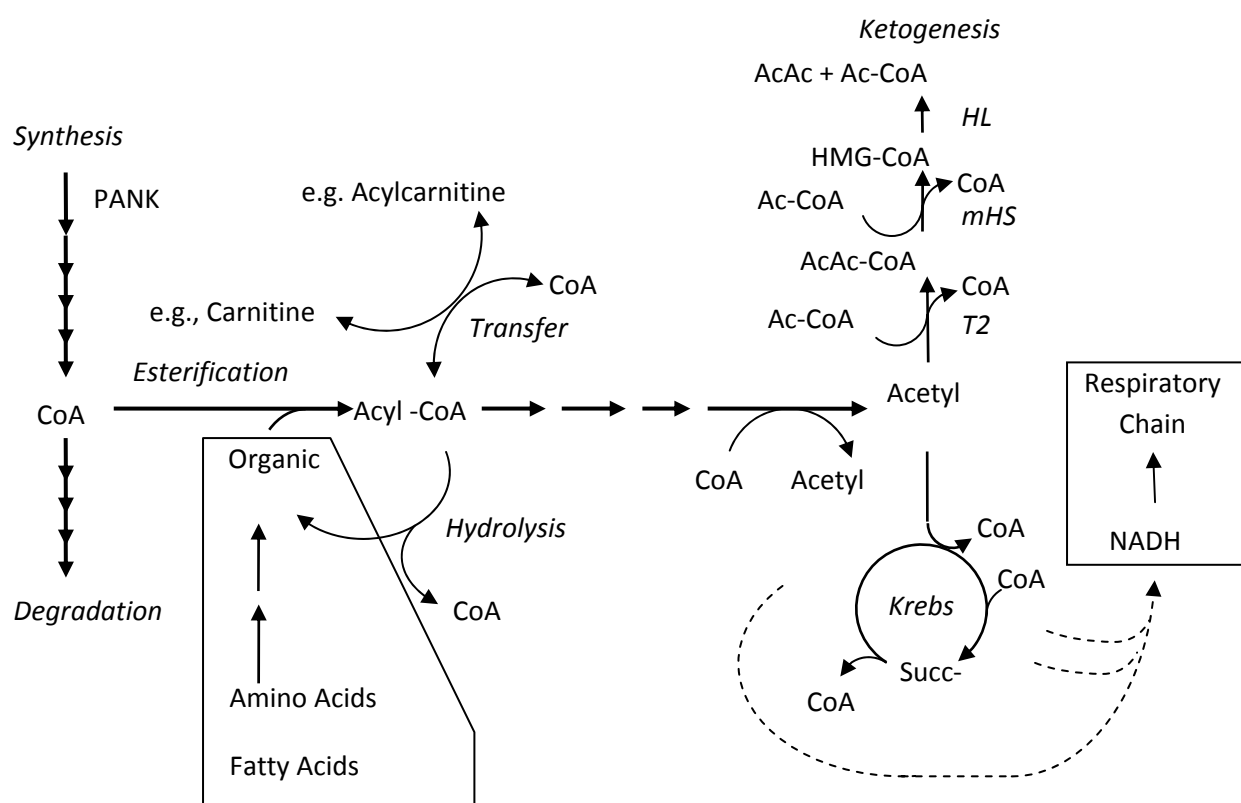 Ketogenesis
AcAc + Ac-CoA
HL
Synthesis
HMG-CoA
PANK
e.g. Acylcarnitine
CoA
Ac-CoA
mHS
AcAc-CoA
CoA
CoA
e.g., Carnitine
Transfer
Ac-CoA
T2
Esterification
Respiratory
Chain
Acetyl
CoA
Acyl -CoA
Organic
CoA
Acetyl
Hydrolysis
CoA
NADH
CoA
Krebs
Degradation
CoA
Succ-
CoA
Amino Acids
Fatty Acids